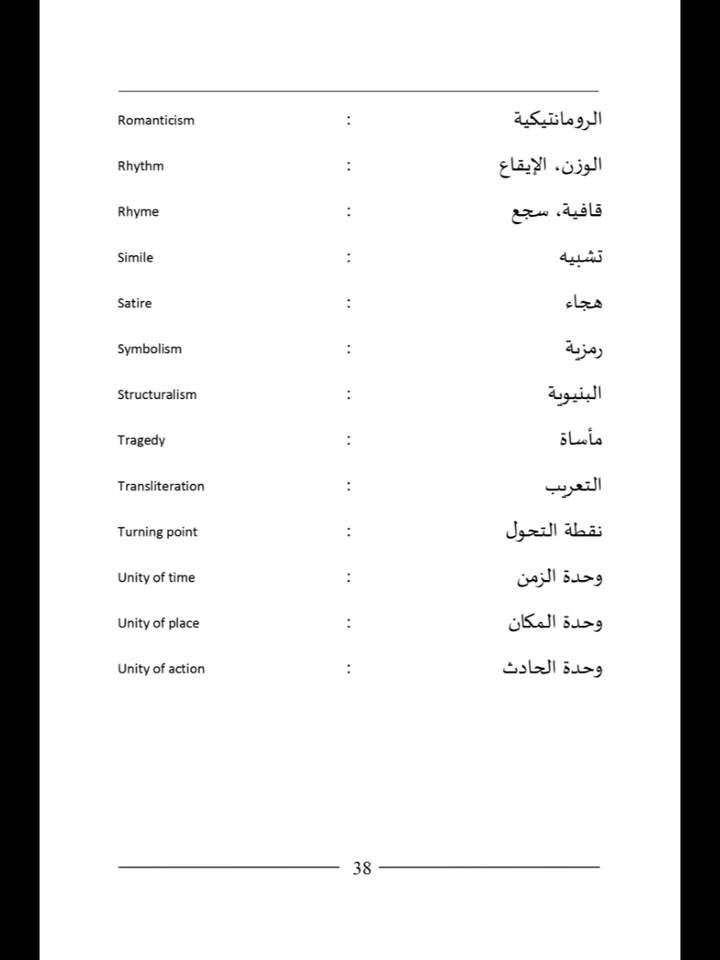 Romanticism : الرومانتيكية
Rhythm : الوزن، الإيقاع
Rhyme : قافية، سجع
Simile : تشبيه
Satire : هجاء
Symbolism : رمزية
Structuralism : البنيوية
Tragedy : مأساة
Transliteration : التعريب
Turning point : نقطة التحول
Unity of time : وحدة الزمن
Unity of place : وحدة المكان
Unity of action : وحدة الحادث
38